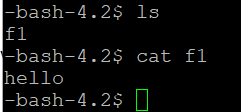 -bash-4.2$ ls
f1
-bash-4.2$ cat f1
hello
-bash-4.2$